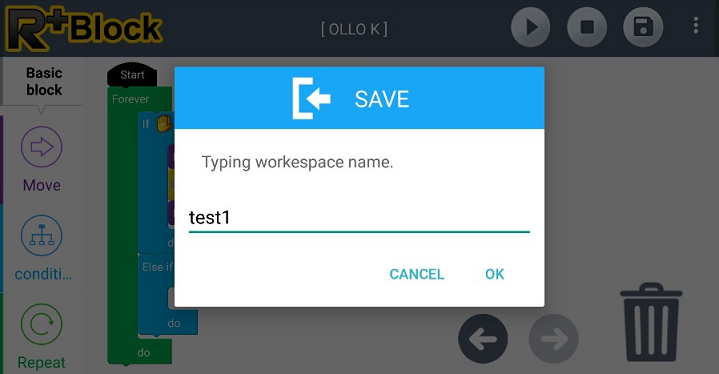 R+Block
[ OLLO K ]
Basic
block
Start
Forever
If
SAVE
Typing workespace name.
test1
Move
Else if
CANCEL
OK
conditi...
do
do
Repeat